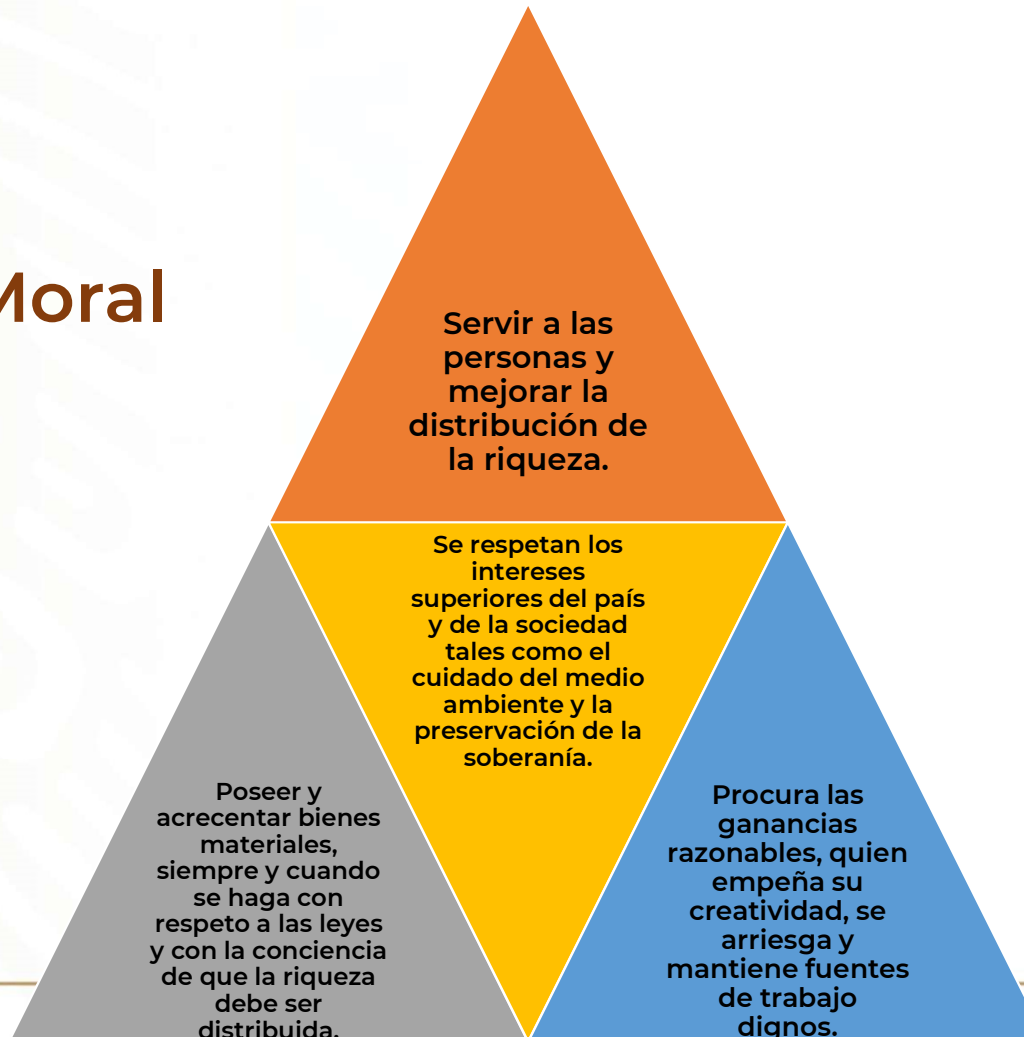 Moral
Servir a las
personas y
mejorar la
distribución de
la riqueza.
Se respetan los
intereses
superiores del país
y de la sociedad
tales como el
cuidado del medio
ambiente y la
preservación de la
soberanía.
Poseer y
acrecentar bienes
materiales,
siempre y cuando
se haga con
respeto a las leyes
y con la conciencia
de que la riqueza
debe ser
distribuida.
Procura las
ganancias
razonables, quien
empeña su
creatividad, se
arriesga y
mantiene fuentes
de trabajo
dignos.